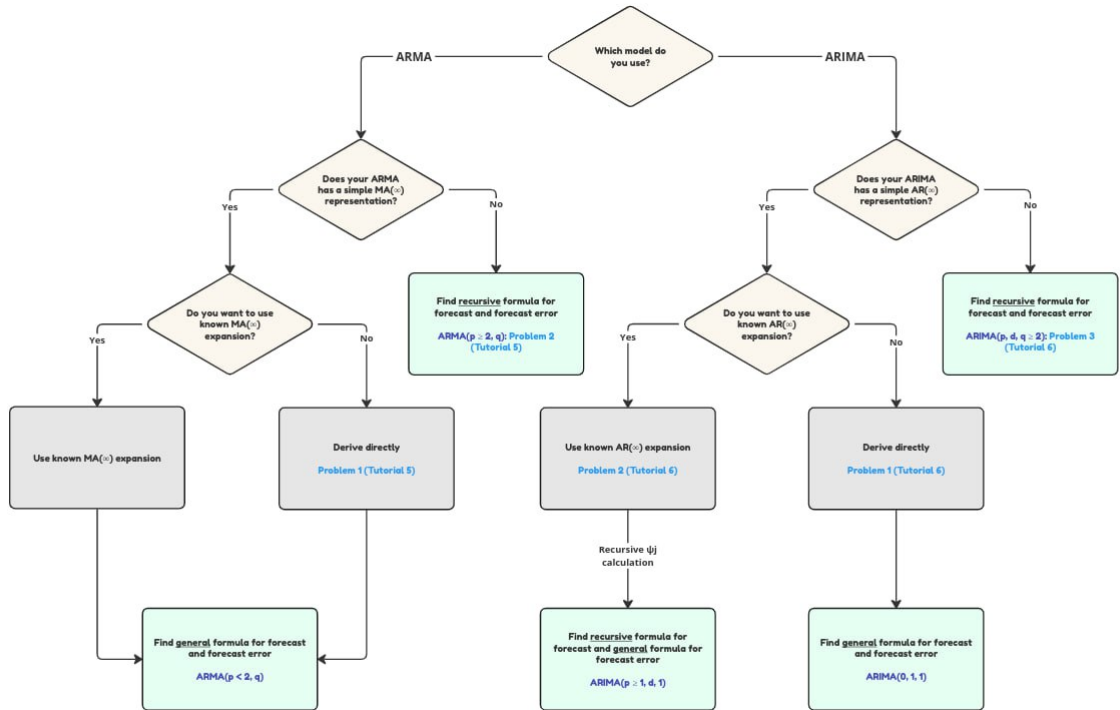 Which model do
you use?
ARMA
ARIMA
Does your ARMA
has a simple MA(∞)
representation?
Does your ARIMA
has a simple AR(∞)
representation?
Yes
No
Yes
No
Do you want to use
known MA(∞)
expansion?
Find recursive formula for
forecast and forecast error
ARMA(p ≥ 2, q): Problem 2
(Tutorial 5)
Do you want to use
known AR(∞)
expansion?
Find recursive formula for
forecast and forecast error
ARIMA(p, d, q ≥ 2): Problem 3
(Tutorial 6)
Yes
No
Yes
No
Use known MA(∞) expansion
Derive directly
Problem 1 (Tutorial 5)
Use known AR(∞) expansion
Problem 2 (Tutorial 6)
Derive directly
Problem 1 (Tutorial 6)
Recursive ψj
calculation
Find general formula for forecast
and forecast error
ARMA(p < 2, q)
Find recursive formula for
forecast and general formula for
forecast error
ARIMA(p ≥ 1, d, 1)
Find general formula for forecast
and forecast error
ARIMA(0, 1, 1)